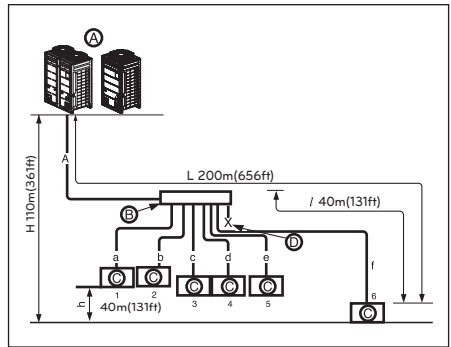 A
A
L 200m(656ft)
H 110m(361ft)
l 40m(131ft)
B
X
D
a b c d e
f
C C C C C C
1 2 3 4 5 6
h
40m(131ft)